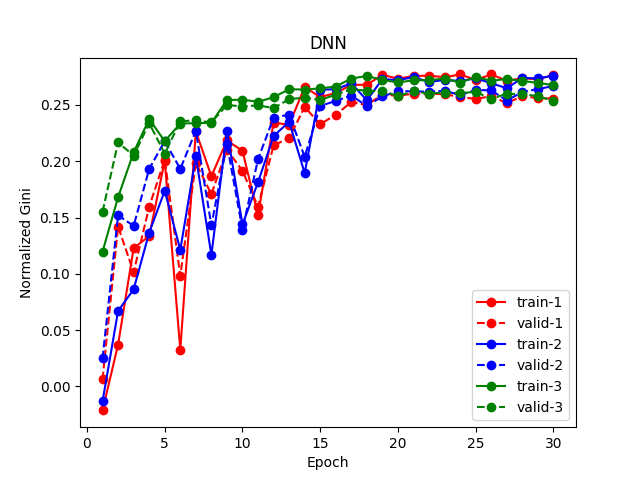 DNN
Normalized Gini
0.25
0.20
0.15
0.10
0.05
0.00
0
5
10
15
20
25
30
Epoch
train-1
valid-1
train-2
valid-2
train-3
valid-3